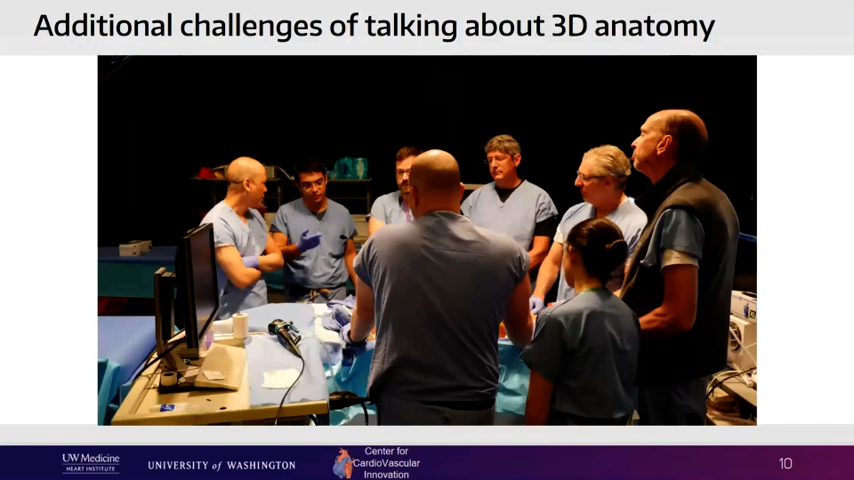 Additional challenges of talking about 3D anatomy
UW Medicine
HEART INSTITUTE
UNIVERSITY of WASHINGTON
Center for
CardioVascular
Innovation
10